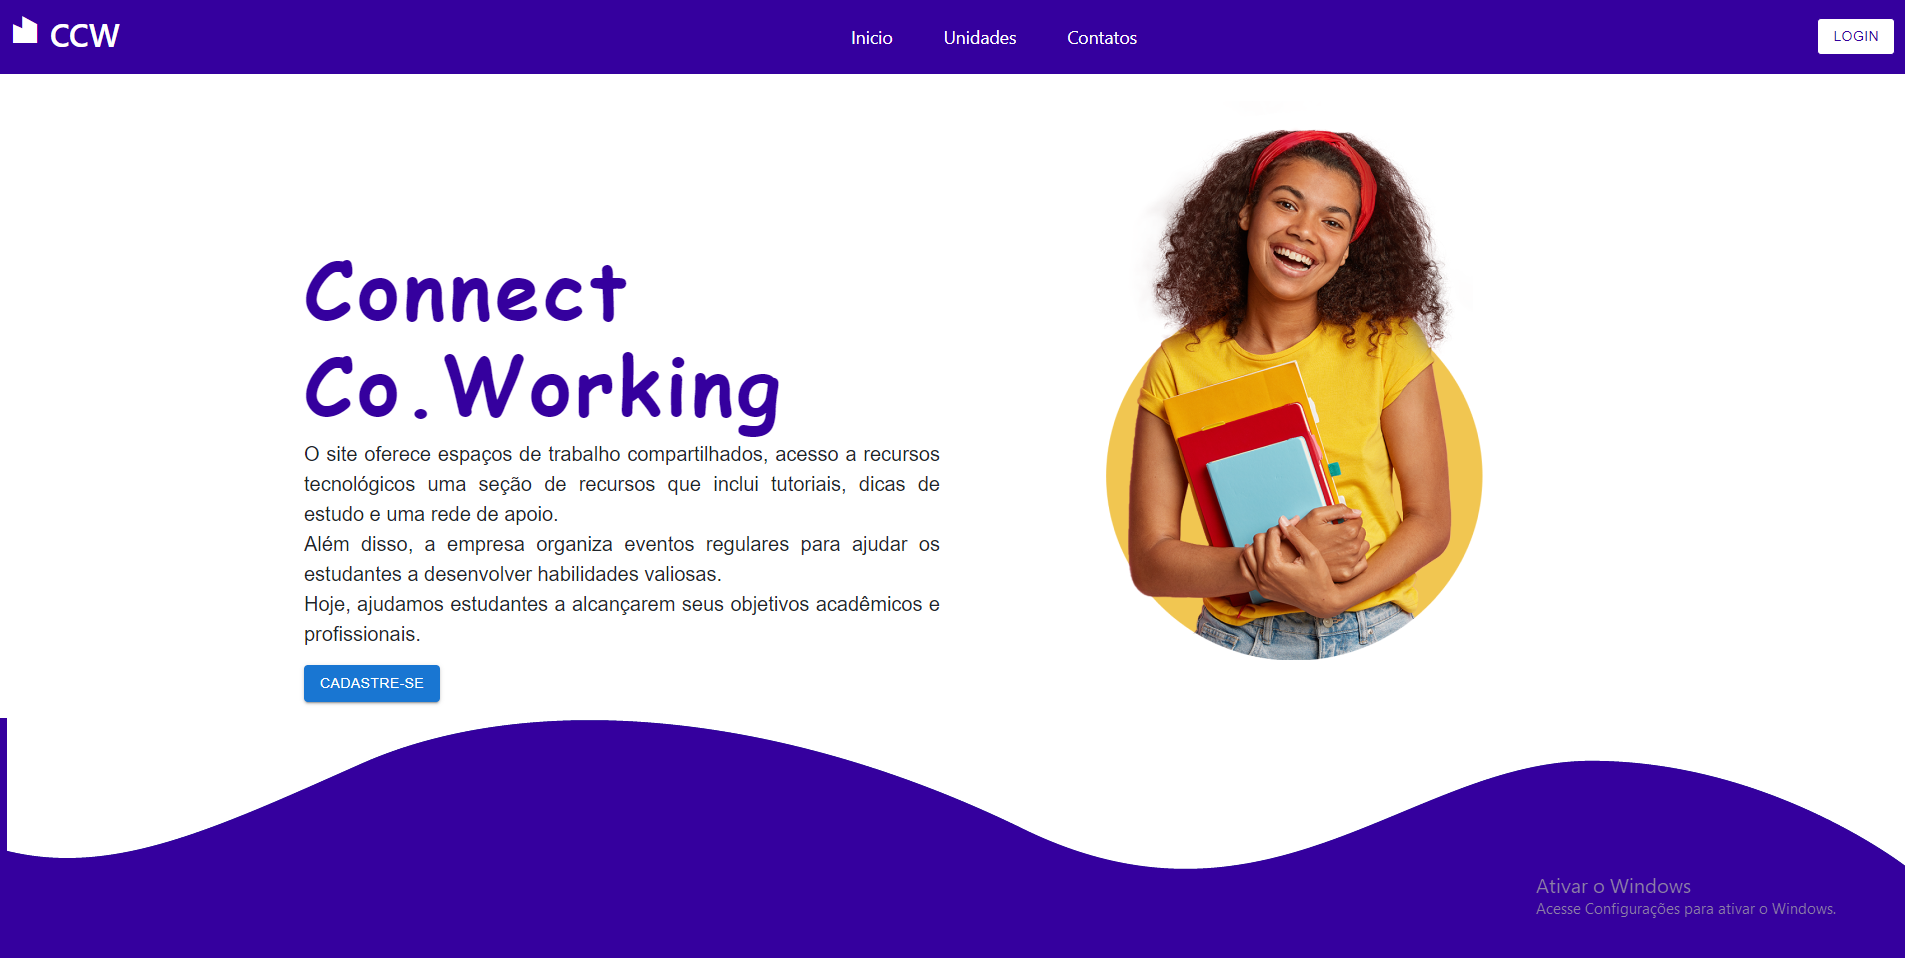 CCW
Inicio
Unidades
Contatos
LOGIN
Connect
Co.Working
O site oferece espaços de trabalho compartilhados, acesso a recursos
tecnológicos uma seção de recursos que inclui tutoriais, dicas de
estudo e uma rede de apoio.
Além disso, a empresa organiza eventos regulares para ajudar os
estudantes a desenvolver habilidades valiosas.
Hoje, ajudamos estudantes a alcançarem seus objetivos acadêmicos e
profissionais.
CADASTRE-SE
Ativar o Windows
Acesse Configurações para ativar o Windows.